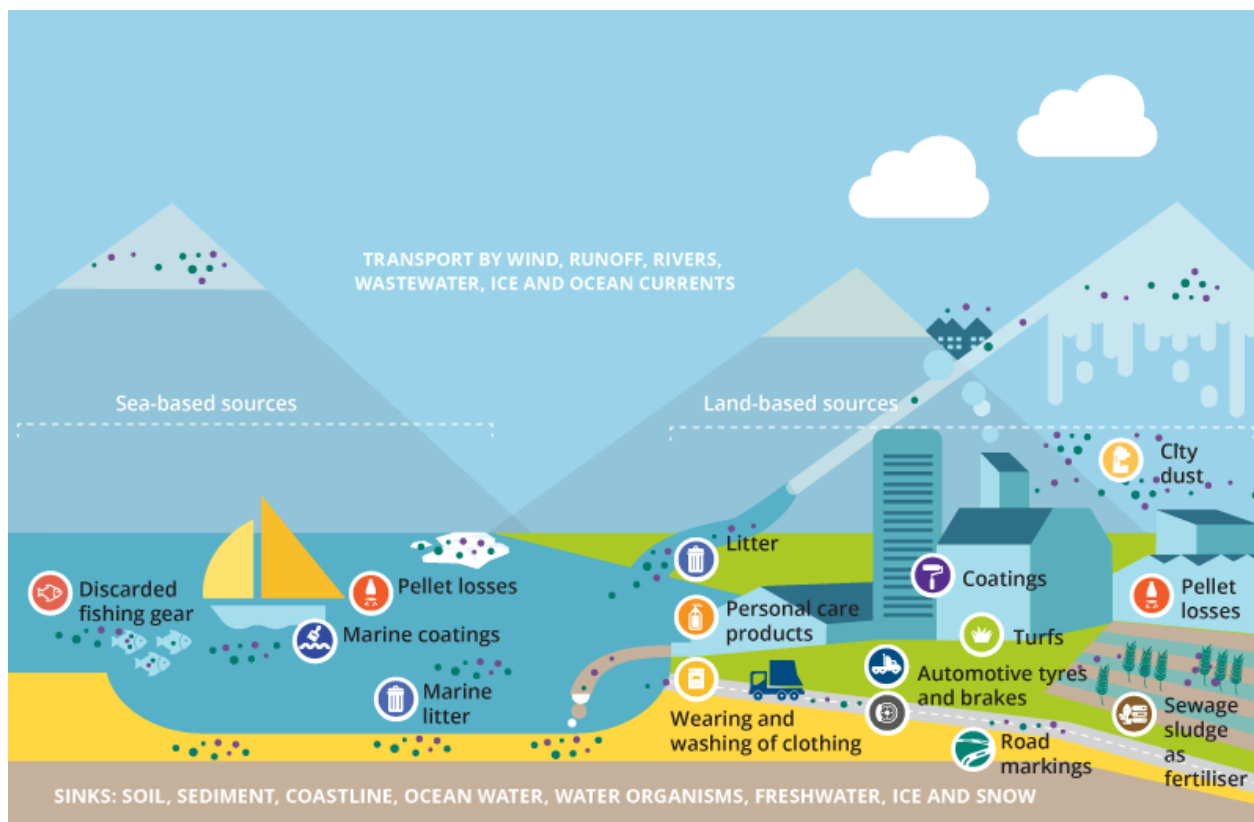 TRANSPORT BY WIND, RUNOFF, RIVERS,
WASTEWATER, ICE AND OCEAN CURRENTS
Sea-based sources
Land-based sources
City
dust
Litter
Discarded
fishing gear
Pellet losses
Marine coatings
Marine
litter
Personal care
products
Coatings
Turfs
Pellet
losses
Wearing and
washing of clothing
Automotive tyres
and brakes
Road
markings
Sewage
sludge
as
fertiliser
SINKS: SOIL, SEDIMENT, COASTLINE, OCEAN WATER, WATER ORGANISMS, FRESHWATER, ICE AND SNOW